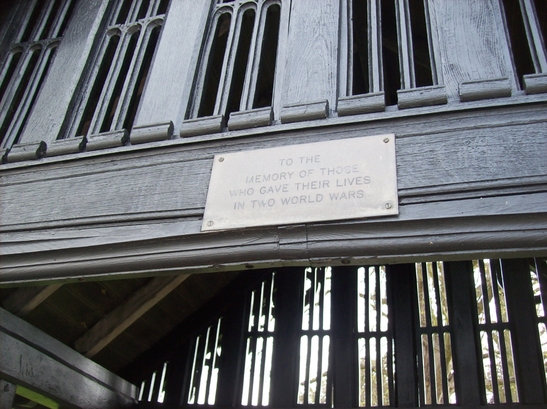 TO THE
MEMORY OF THOSE
WHO GAVE THEIR LIVES
IN TWO WORLD WARS